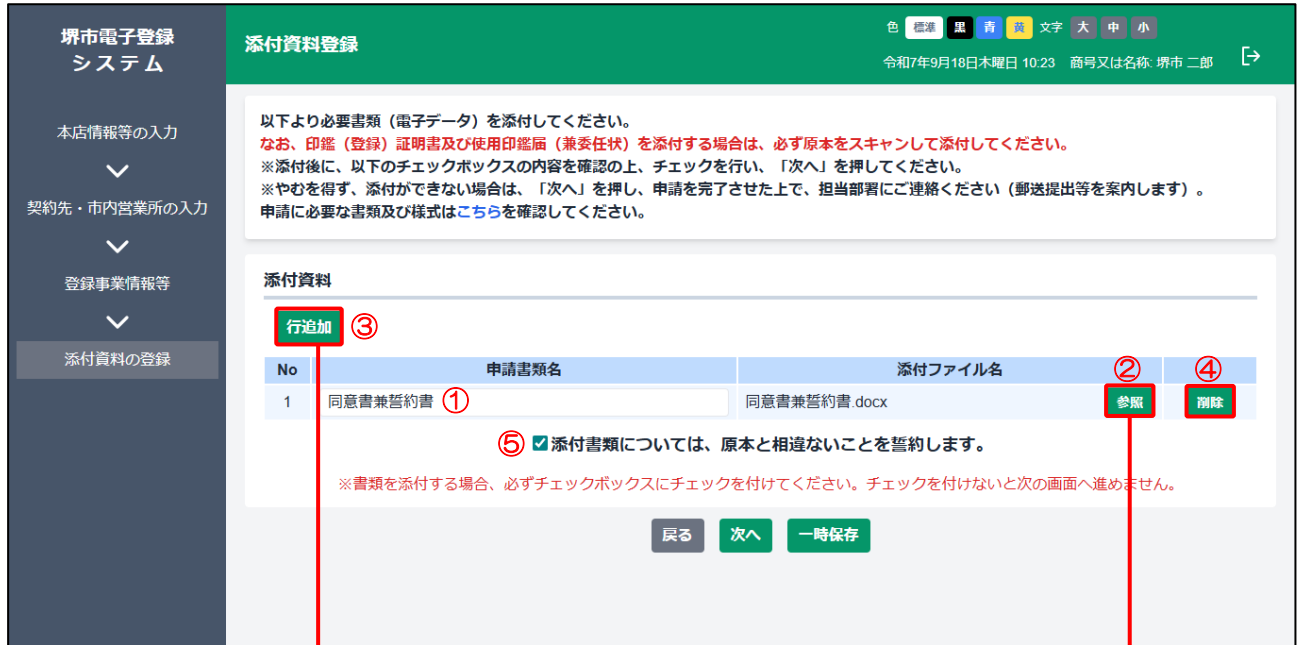 堺市電子登録
システム
本店情報等の入力
契約先・市内営業所の入力
登録事業情報等
添付資料の登録
添付資料登録
色 標準 黒 青 黄 文字 大 中 小
令和7年9月18日木曜日 10:23 商号又は名称: 堺市 二郎
以下より必要書類（電子データ）を添付してください。
なお、印鑑（登録）証明書及び使用印鑑届（兼委任状）を添付する場合は、必ず原本をスキャンして添付してください。
※添付後に、以下のチェックボックスの内容を確認の上、チェックを行い、「次へ」を押してください。
※やむを得ず、添付ができない場合は、「次へ」を押し、申請を完了させた上で、担当部署にご連絡ください（郵送提出等を案内します）。
申請に必要な書類及び様式はこちらを確認してください。
添付資料
行追加 ③
No 申請書類名 添付ファイル名 ② ④
1 同意書兼誓約書 ① 同意書兼誓約書.docx 参照 削除
⑤ 添付書類については、原本と相違ないことを誓約します。
※書類を添付する場合、必ずチェックボックスにチェックを付けてください。チェックを付けないと次の画面へ進めません。
戻る 次へ 一時保存